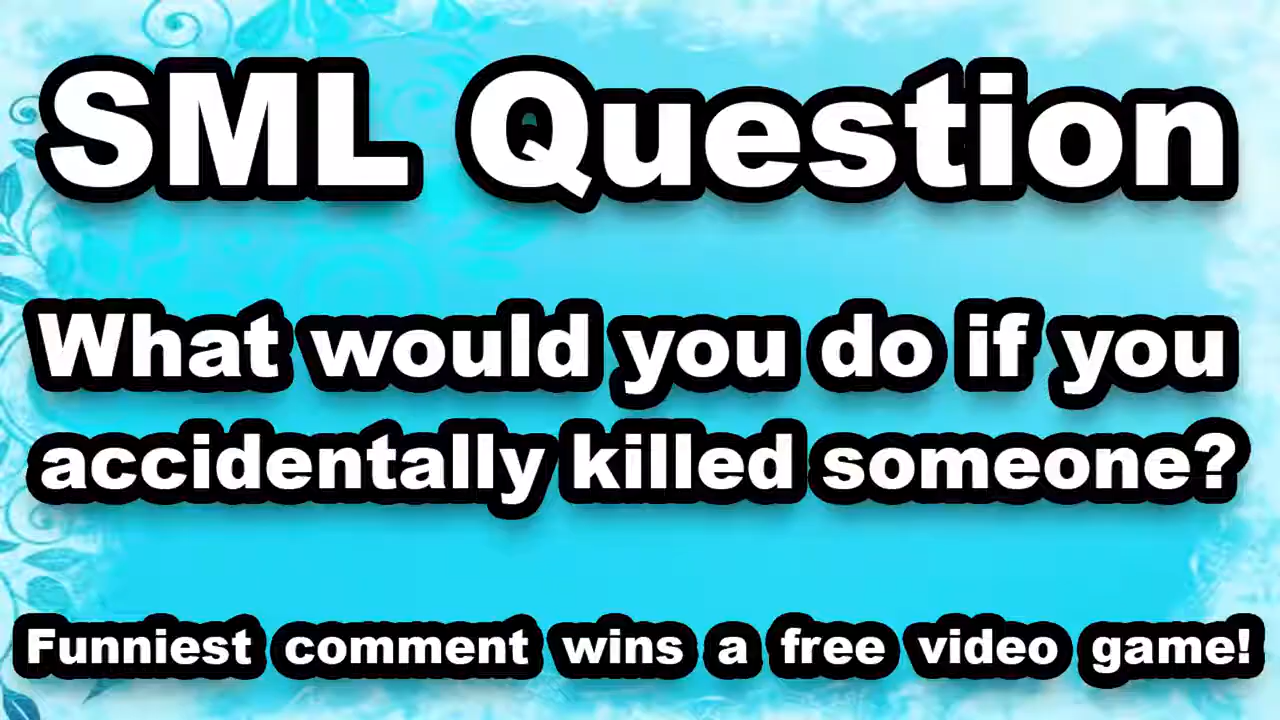 SML Question
What would you do if you
accidentally killed someone?
Funniest comment wins a free video game!